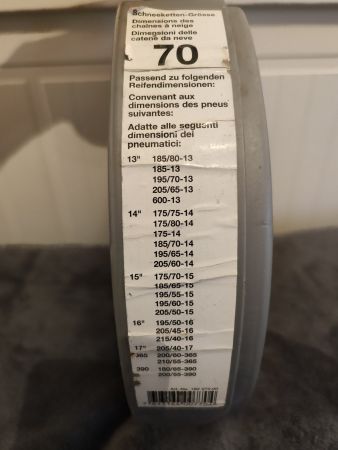 Schneeketten-Grösse
Dimensions des
chaînes à neige
Dimensioni delle
catene da neve
70
Passend zu folgenden
Reifendimensionen:
Convenant aux
dimensions des pneus
suivantes:
Adatte alle seguenti
dimensioni dei
pneumatici:
13" 185/80-13
185-13
195/70-13
205/65-13
600-13
14" 175/75-14
175/80-14
175-14
185/70-14
195/65-14
205/60-14
15" 175/70-15
185/65-15
195/55-15
195/60-15
205/50-15
16" 195/50-16
205/45-16
215/40-16
17" 205/40-17
365 200/60-365
210/55-365
390 180/65-390
200/55-390